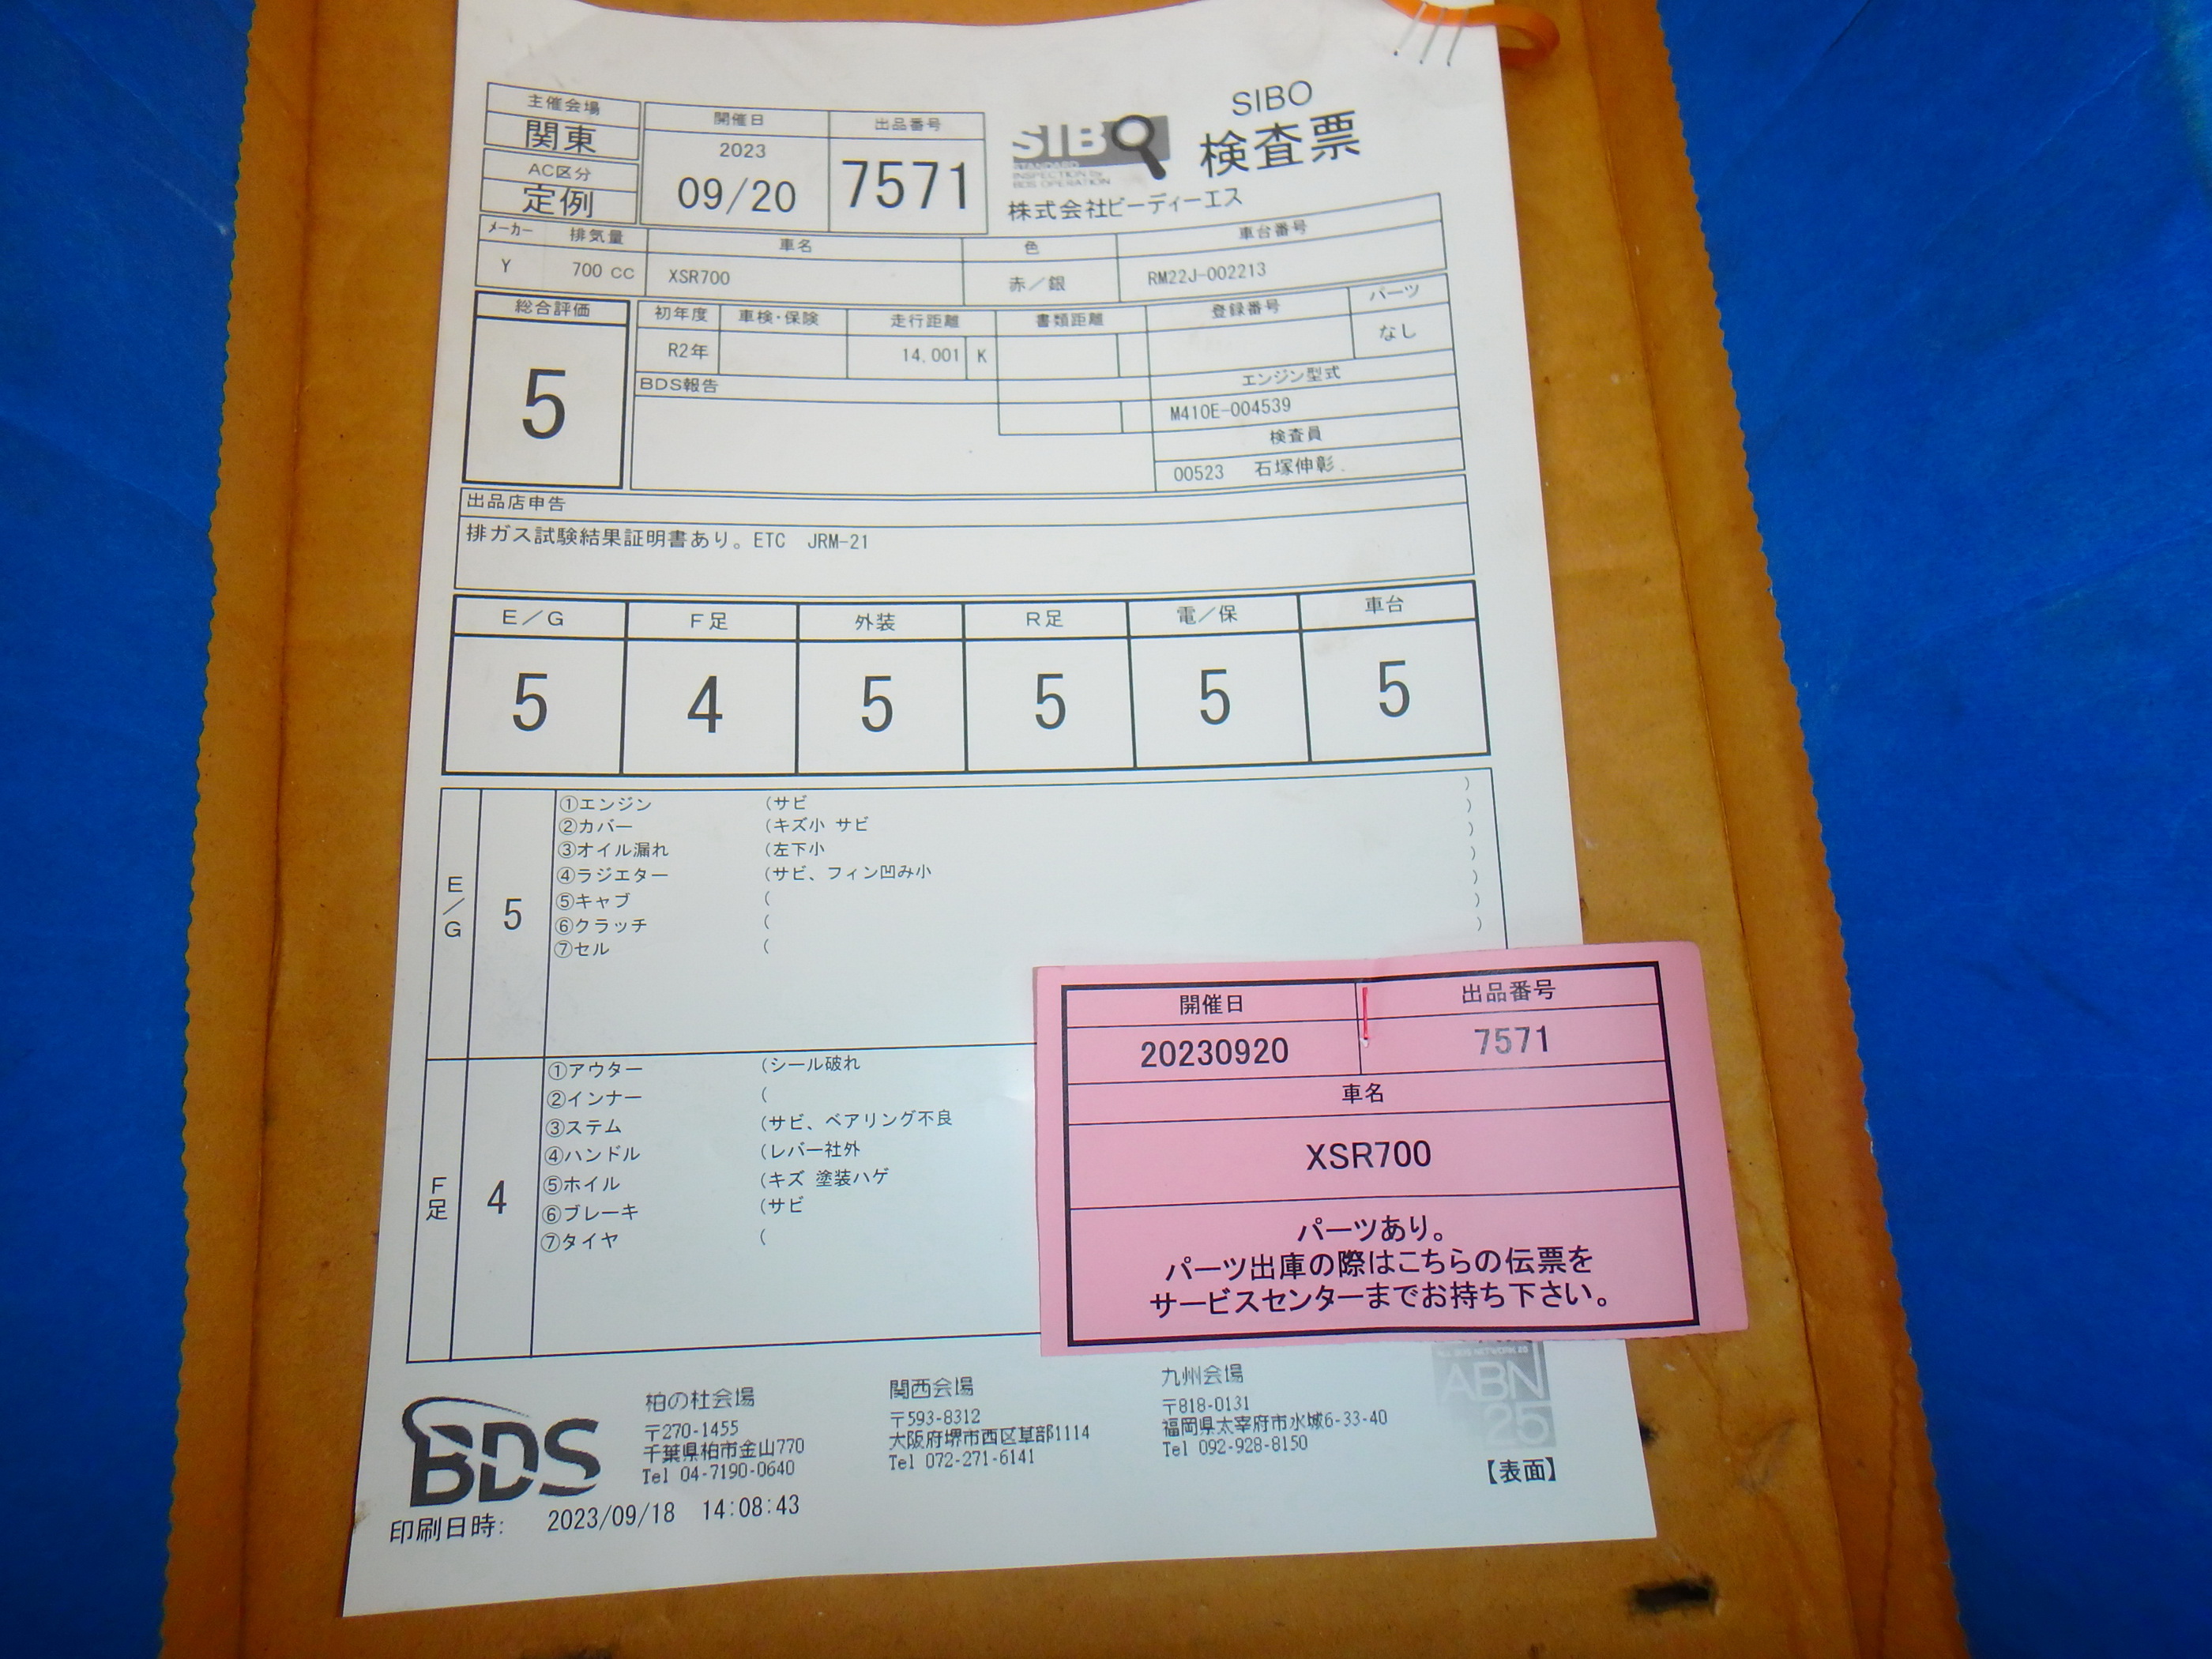 主催会場
関東
AC区分
定例
開催日
2023
09/20
出品番号
7571
SIBO
STANDARD
INSPECTION by
BDS OPERATION
SIBO
検査票
株式会社ビーディーエス
メーカー 排気量 車名 色 車台番号
Y 700 cc XSR700 赤／銀 RM22J-002213
総合評価
5
初年度 車検・保険 走行距離 書類距離 登録番号 パーツ
R2年 14.001 K なし
BDS報告
エンジン型式
M410E-004539
検査員
00523 石塚伸彰.
出品店申告
排ガス試験結果証明書あり。ETC JRM-21
E／G F足 外装 R足 電／保 車台
5 4 5 5 5 5
E／G
5
①エンジン (サビ )
②カバー (キズ小 サビ )
③オイル漏れ (左下小 )
④ラジエター (サビ、フィン凹み小 )
⑤キャブ ( )
⑥クラッチ ( )
⑦セル ( )
F足
4
①アウター (シール破れ
②インナー (
③ステム (サビ、ベアリング不良
④ハンドル (レバー社外
⑤ホイル (キズ 塗装ハゲ
⑥ブレーキ (サビ
⑦タイヤ (
開催日 出品番号
20230920 7571
車名
XSR700
パーツあり。
パーツ出庫の際はこちらの伝票を
サービスセンターまでお持ち下さい。
BDS
柏の杜会場
〒270-1455
千葉県柏市金山770
Tel 04-7190-0640
関西会場
〒593-8312
大阪府堺市西区草部1114
Tel 072-271-6141
九州会場
〒818-0131
福岡県太宰府市水城6-33-40
Tel 092-928-8150
ABN
25
【表面】
印刷日時: 2023/09/18 14:08:43